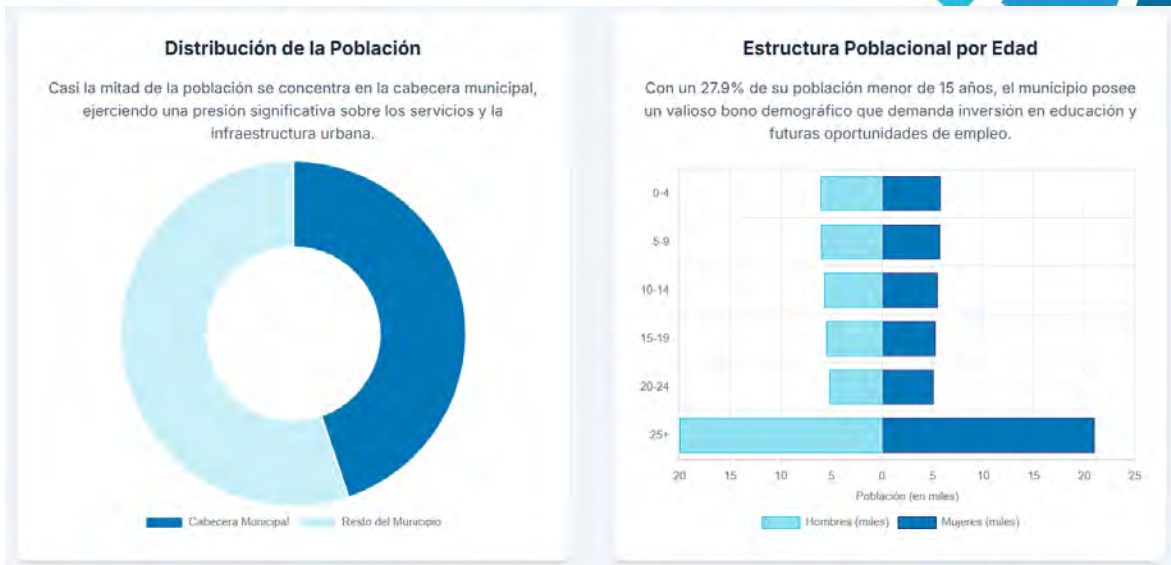 Distribución de la Población
Casi la mitad de la población se concentra en la cabecera municipal,
ejerciendo una presión significativa sobre los servicios y la
infraestructura urbana.
Cabecera Municipal
Resto del Municipio
Estructura Poblacional por Edad
Con un 27.9% de su población menor de 15 años, el municipio posee
un valioso bono demográfico que demanda inversión en educación y
futuras oportunidades de empleo.
0-4
5-9
10-14
15-19
20-24
25+
20 15 10 5 0 5 10 15 20 25
Población (en miles)
Hombres (miles) Mujeres (miles)